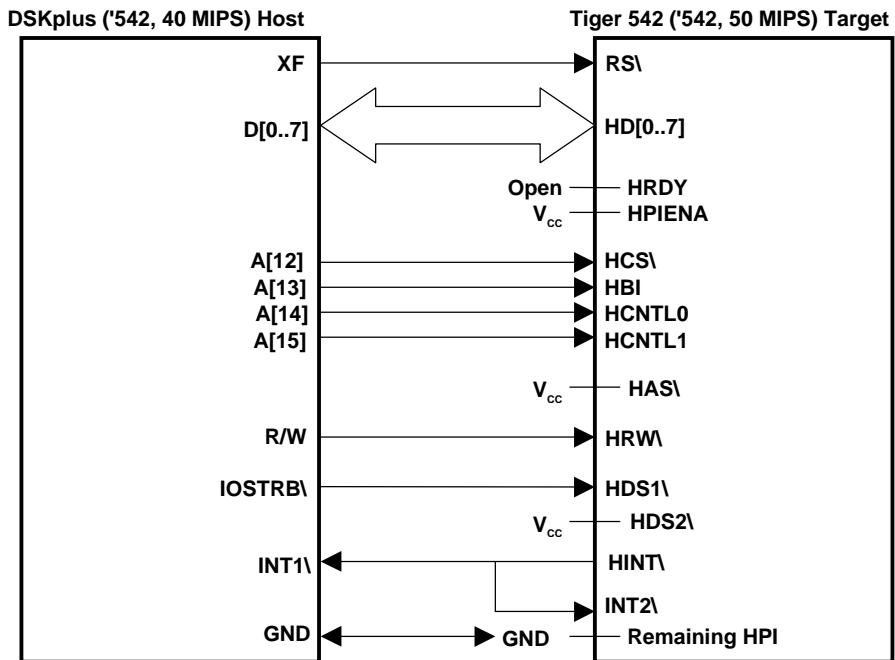 DSKplus ('542, 40 MIPS) Host Tiger 542 ('542, 50 MIPS) Target
XF RS\
D[0..7] HD[0..7]
Open HRDY
Vcc HPIENA
A[12] HCS\
A[13] HBI
A[14] HCNTL0
A[15] HCNTL1
Vcc HAS\
R/W HRW\
IOSTRB\ HDS1\
Vcc HDS2\
INT1\ HINT\
INT2\
GND GND Remaining HPI